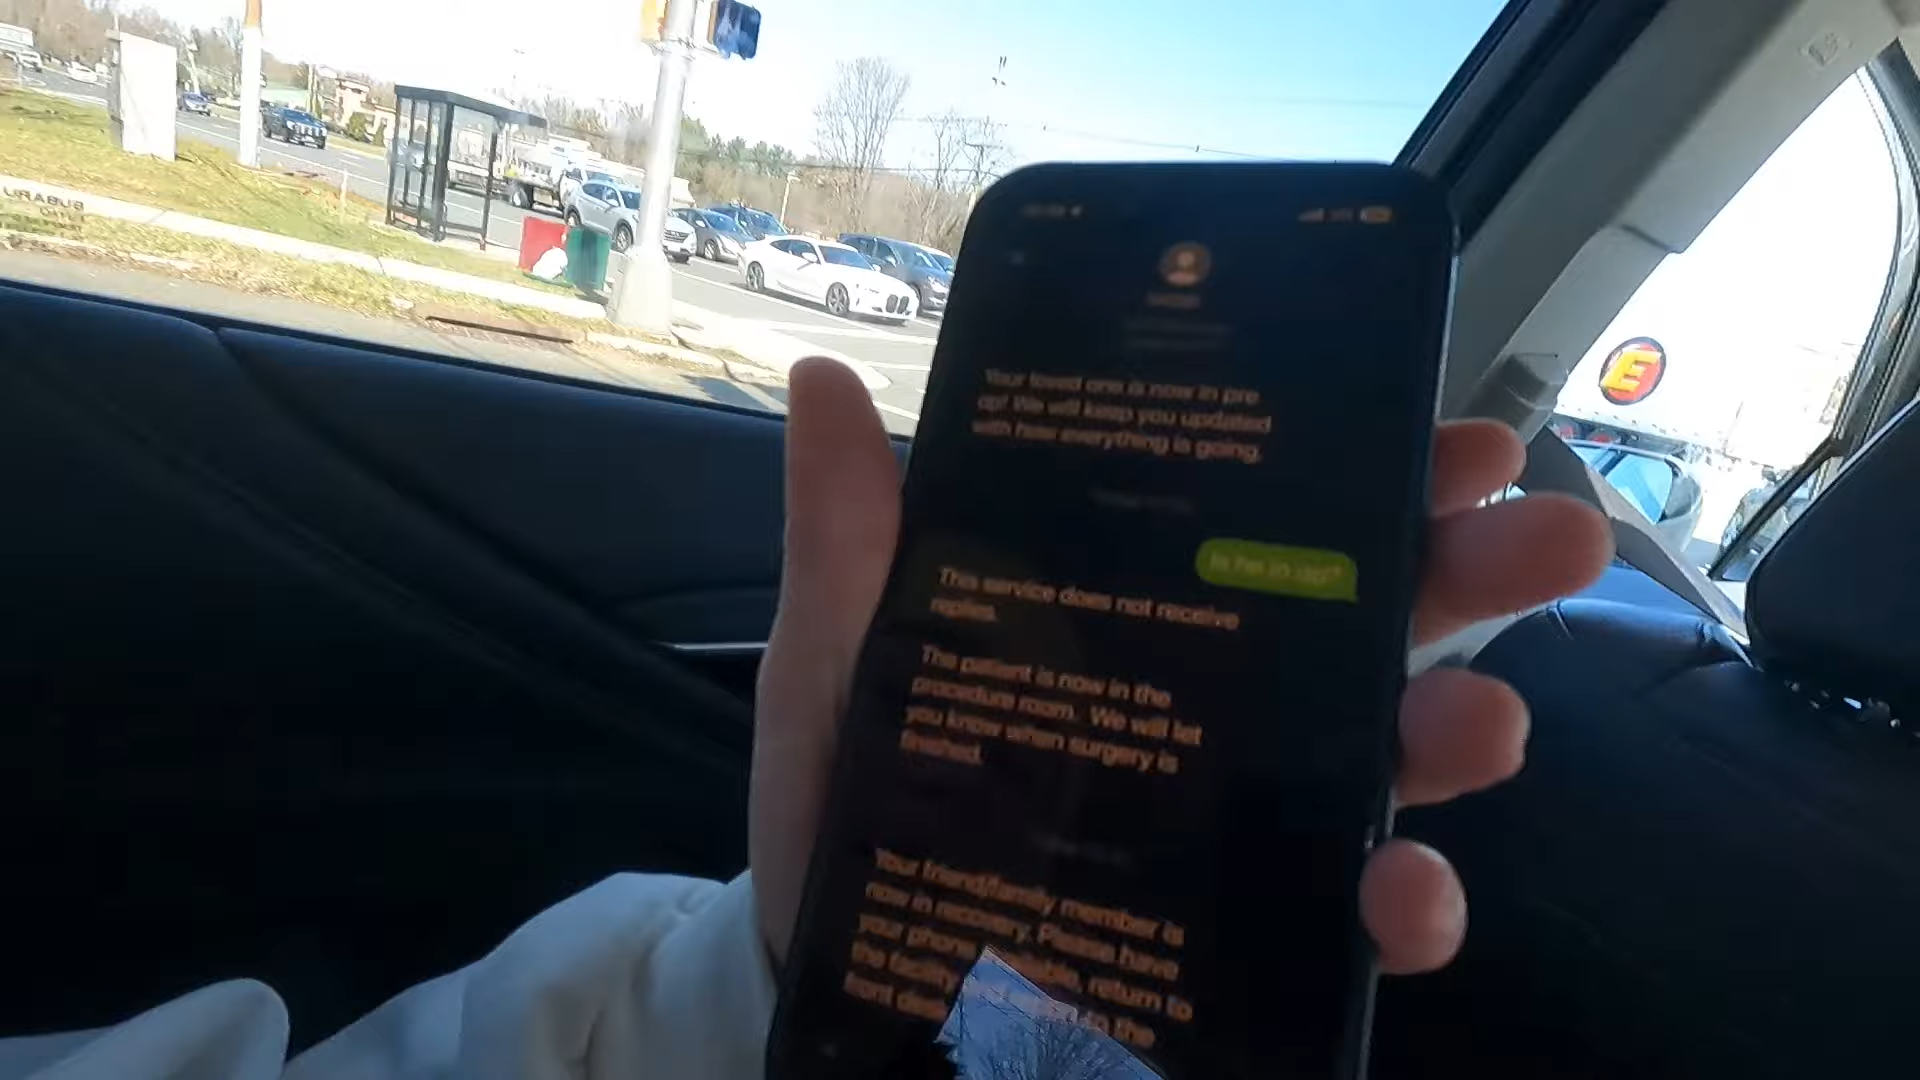 Your loved one is now in pre
op! We will keep you updated
with how everything is going.
Is he in op?
This service does not receive
replies.
The patient is now in the
procedure room. We will let
you know when surgery is
finished.
Your friend/family member is
now in recovery. Please have
your phone available, return to
the facility to the
front
E